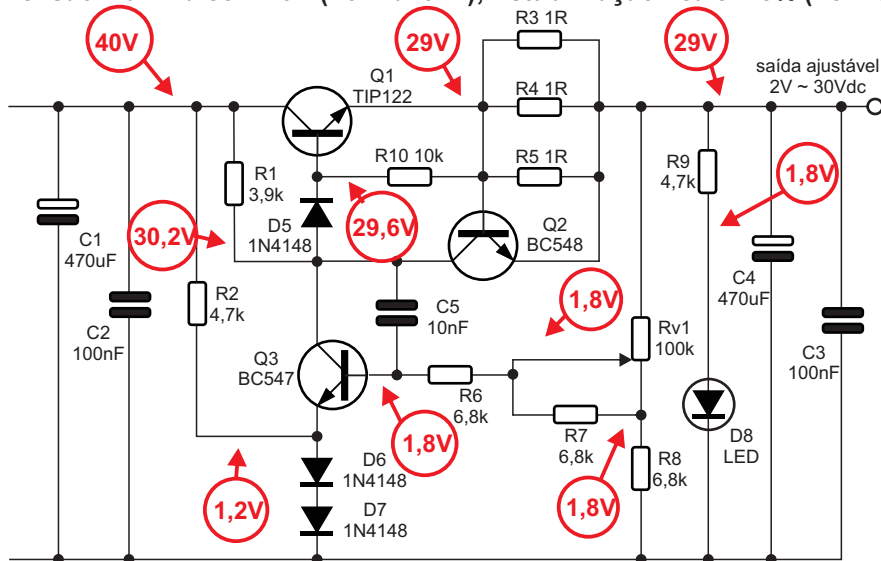 40V
29V
R3 1R
29V
saída ajustável
2V ~ 30Vdc
Q1
TIP122
R4 1R
R10 10k
R5 1R
R9
4,7k
1,8V
R1
3,9k
C1
470uF
30,2V
D5
1N4148
29,6V
Q2
BC548
C4
470uF
R2
4,7k
C2
100nF
C5
10nF
1,8V
Rv1
100k
C3
100nF
Q3
BC547
R6
6,8k
1,8V
R7
6,8k
D8
LED
1,2V
D6
1N4148
D7
1N4148
1,8V
R8
6,8k